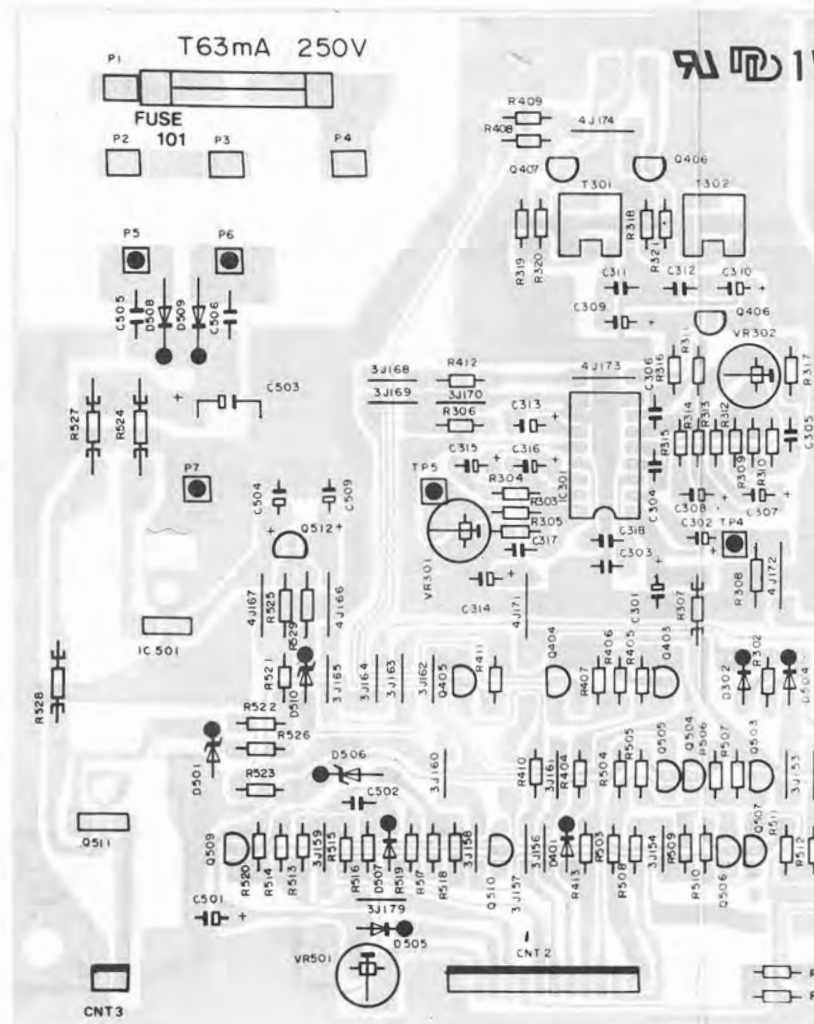 T63mA 250V
P1
FUSE
101
P2
P3
P4
R409
R408
4J174
Q407
Q406
T301
T302
R318
R321
R319
R320
P5
P6
C311
C312
C310
+
C505
D508
D509
C506
C309
+
Q406
VR302
3J168
R412
4J173
C306
R316
R311
R317
+
C503
3J169
3J170
R527
R524
R306
C313
+
R315
R314
R313
R312
C305
C315
+
C316
+
IC301
R309
R310
P7
TP5
R304
C304
C504
C509
R303
C308
+
C307
+
+
Q512
+
R305
C318
C302
+
TP4
C317
VR301
C303
4J167
R525
R529
4J166
C314
+
4J171
C301
+
R307
R308
4J172
IC501
R528
R521
D510
3J165
3J164
3J163
3J162
Q405
R411
Q404
R407
R406
R405
Q403
D302
R302
D504
R522
R526
D501
D506
R523
3J160
R410
3J161
R404
R504
R505
Q505
Q504
R506
R507
Q503
3J153
C502
Q511
Q509
R520
R514
R513
3J159
R515
R516
D507
R519
R517
R518
3J158
Q510
3J157
3J156
D401
R413
R503
R508
3J154
R509
R510
Q506
Q507
R511
R512
C501
+
3J179
D505
VR501
CNT2
CNT3